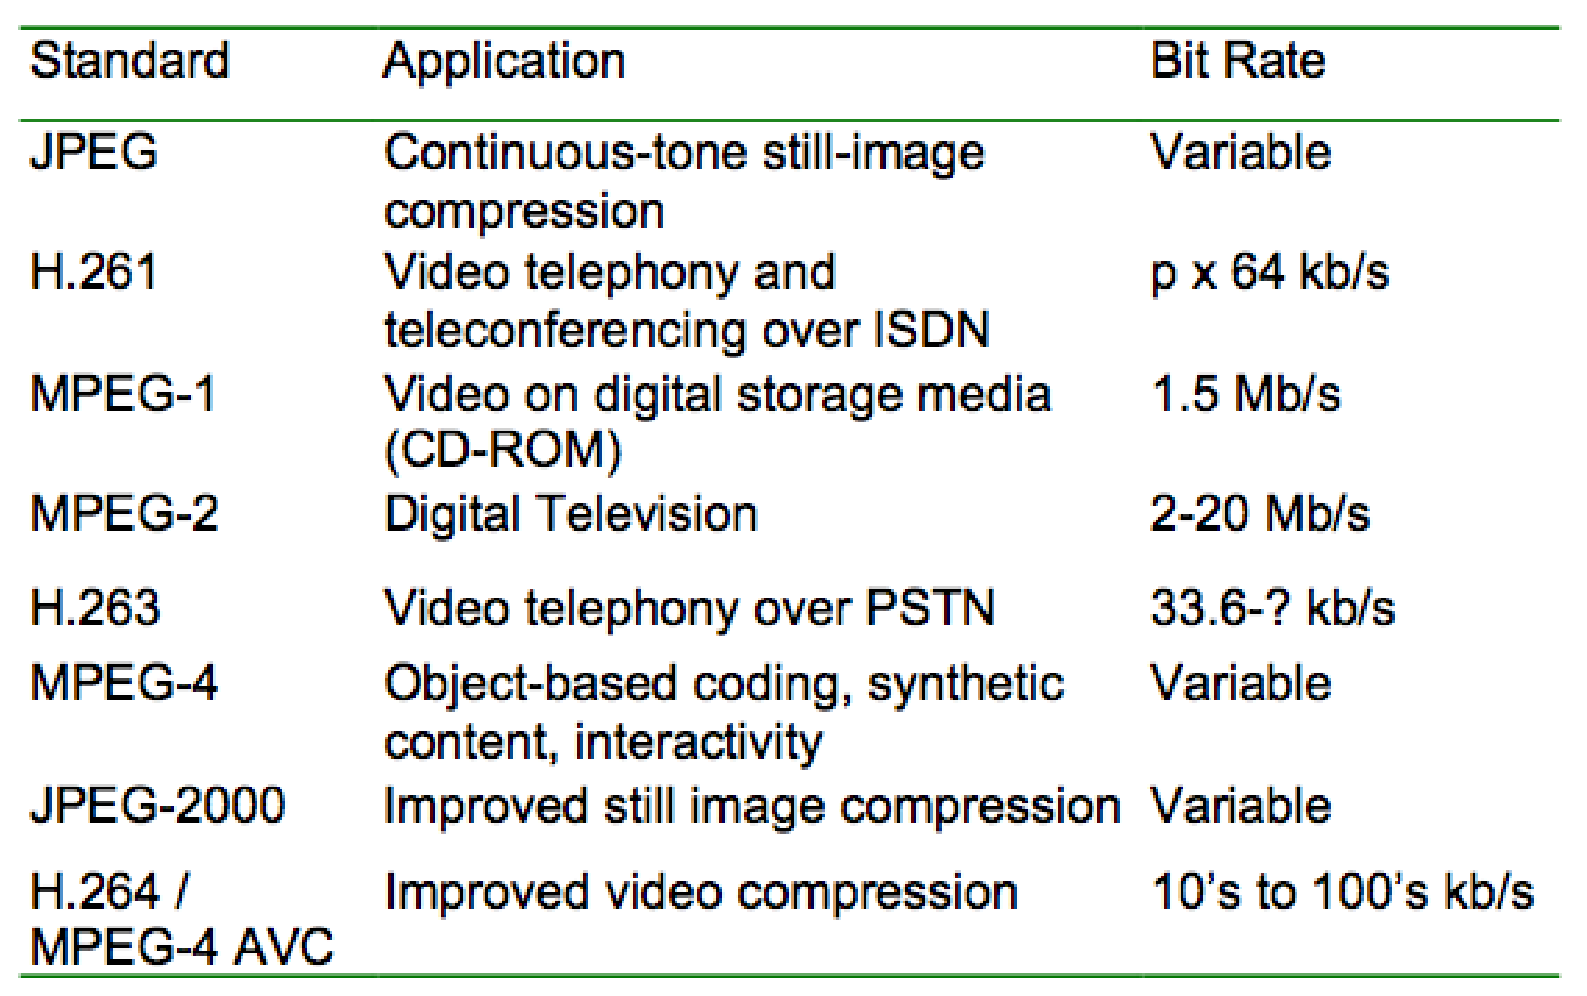 Standard Application Bit Rate
JPEG Continuous-tone still-image Variable
compression
H.261 Video telephony and p x 64 kb/s
teleconferencing over ISDN
MPEG-1 Video on digital storage media 1.5 Mb/s
(CD-ROM)
MPEG-2 Digital Television 2-20 Mb/s
H.263 Video telephony over PSTN 33.6-? kb/s
MPEG-4 Object-based coding, synthetic Variable
content, interactivity
JPEG-2000 Improved still image compression Variable
H.264 / Improved video compression 10’s to 100’s kb/s
MPEG-4 AVC